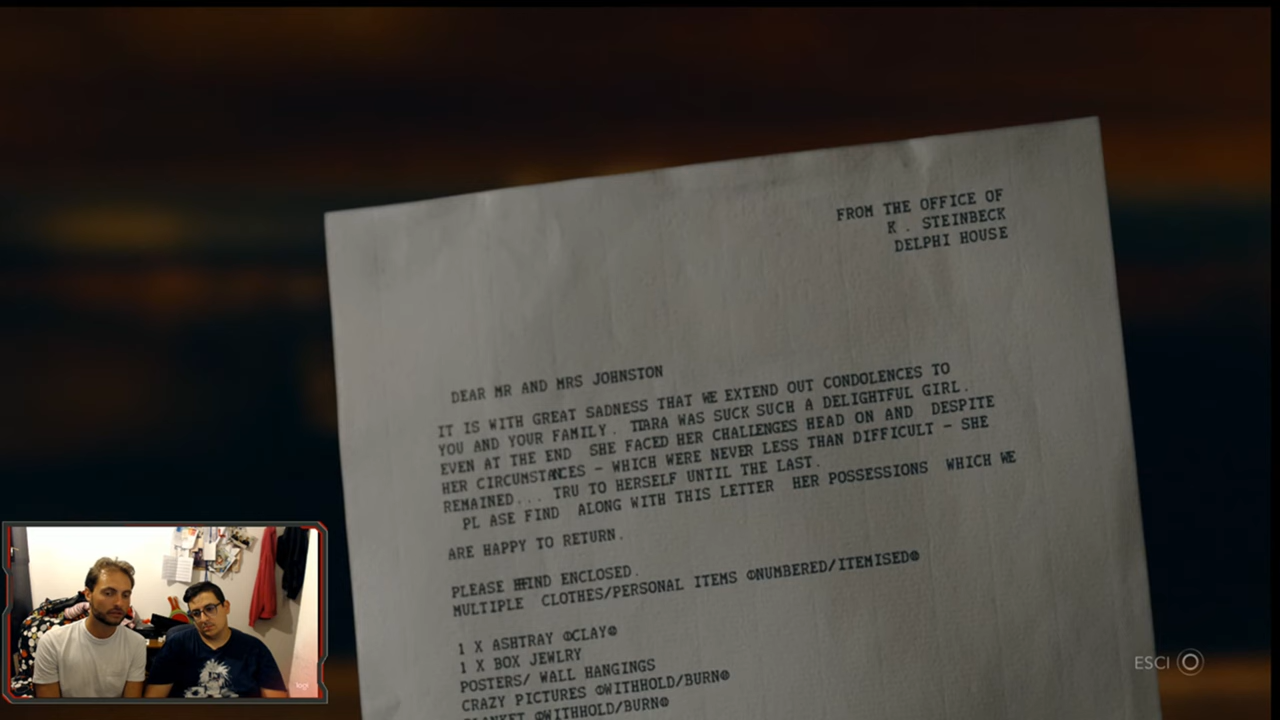 FROM THE OFFICE OF
K . STEINBECK
DELPHI HOUSE
DEAR MR AND MRS JOHNSTON
IT IS WITH GREAT SADNESS THAT WE EXTEND OUT CONDOLENCES TO
YOU AND YOUR FAMILY. TIARA WAS SUCK SUCH A DELIGHTFUL GIRL.
EVEN AT THE END SHE FACED HER CHALLENGES HEAD ON AND DESPITE
HER CIRCUMSTANCES - WHICH WERE NEVER LESS THAN DIFFICULT - SHE
REMAINED... TRU TO HERSELF UNTIL THE LAST.
PL ASE FIND ALONG WITH THIS LETTER HER POSSESSIONS WHICH WE
ARE HAPPY TO RETURN.
PLEASE FIND ENCLOSED.
MULTIPLE CLOTHES/PERSONAL ITEMS NUMBERED/ITEMISED
1 X ASHTRAY CLAY
1 X BOX JEWLRY
POSTERS/ WALL HANGINGS
CRAZY PICTURES WITHHOLD/BURN
BLANKET WITHHOLD/BURN
ESCI
logi